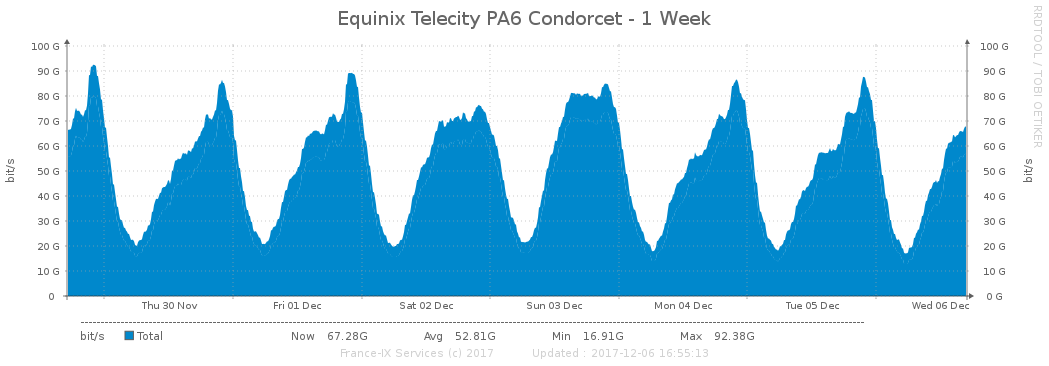 Equinix Telecity PA6 Condorcet - 1 Week
RRDTOOL / TOBI OETIKER
100 G 100 G
90 G 90 G
80 G 80 G
70 G 70 G
60 G 60 G
50 G 50 G
40 G 40 G
30 G 30 G
20 G 20 G
10 G 10 G
0 0 G
bit/s bit/s
Thu 30 Nov Fri 01 Dec Sat 02 Dec Sun 03 Dec Mon 04 Dec Tue 05 Dec Wed 06 Dec
bit/s Total Now 67.28G Avg 52.81G Min 16.91G Max 92.38G
France-IX Services (c) 2017 Updated : 2017-12-06 16:55:13